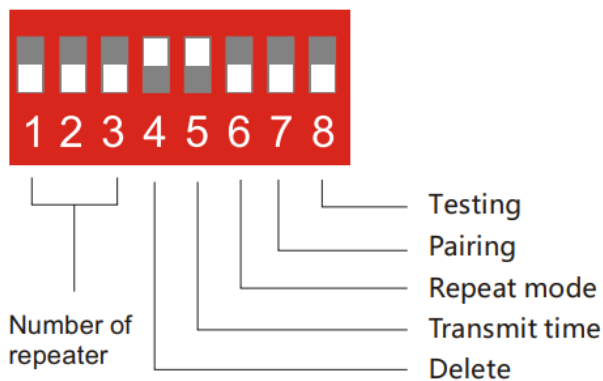 1 2 3 4 5 6 7 8
Testing
Pairing
Repeat mode
Transmit time
Delete
Number of
repeater